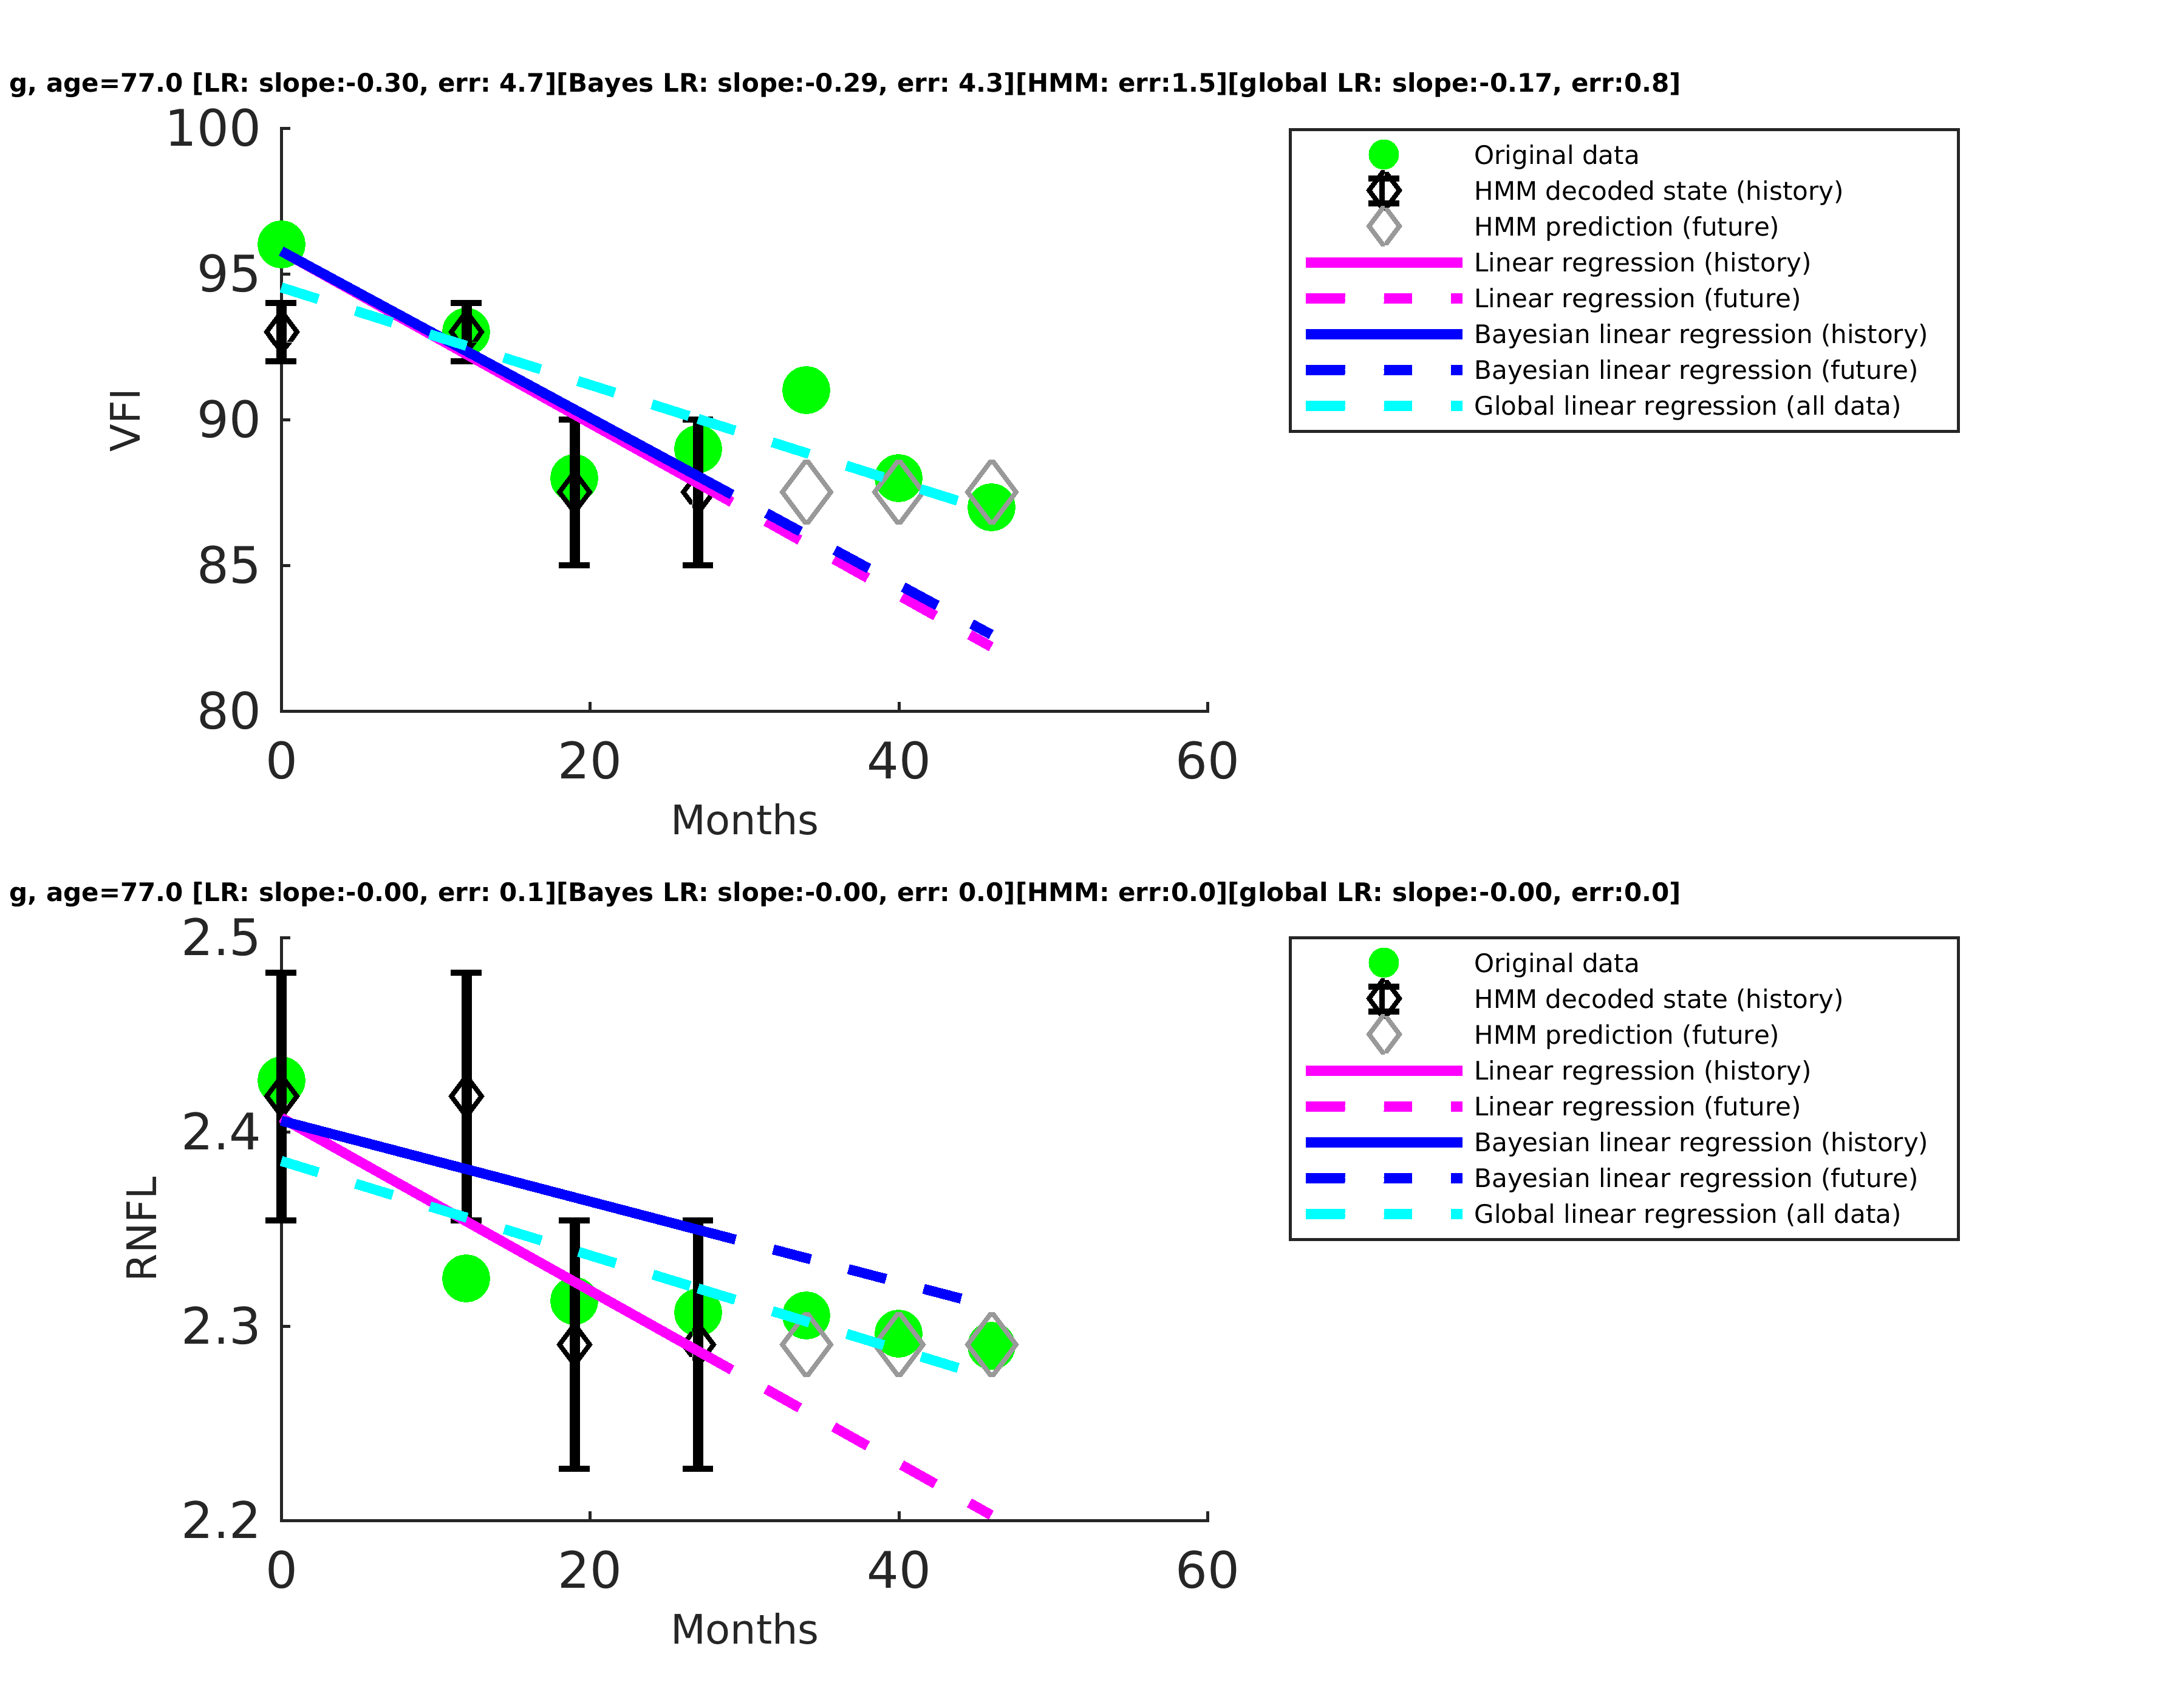 g, age=77.0 [LR: slope:-0.30, err: 4.7][Bayes LR: slope:-0.29, err: 4.3][HMM: err:1.5][global LR: slope:-0.17, err:0.8]
100
95
90
85
80
VFI
0 20 40 60
Months
Original data
HMM decoded state (history)
HMM prediction (future)
Linear regression (history)
Linear regression (future)
Bayesian linear regression (history)
Bayesian linear regression (future)
Global linear regression (all data)
g, age=77.0 [LR: slope:-0.00, err: 0.1][Bayes LR: slope:-0.00, err: 0.0][HMM: err:0.0][global LR: slope:-0.00, err:0.0]
2.5
2.4
2.3
2.2
RNFL
0 20 40 60
Months
Original data
HMM decoded state (history)
HMM prediction (future)
Linear regression (history)
Linear regression (future)
Bayesian linear regression (history)
Bayesian linear regression (future)
Global linear regression (all data)